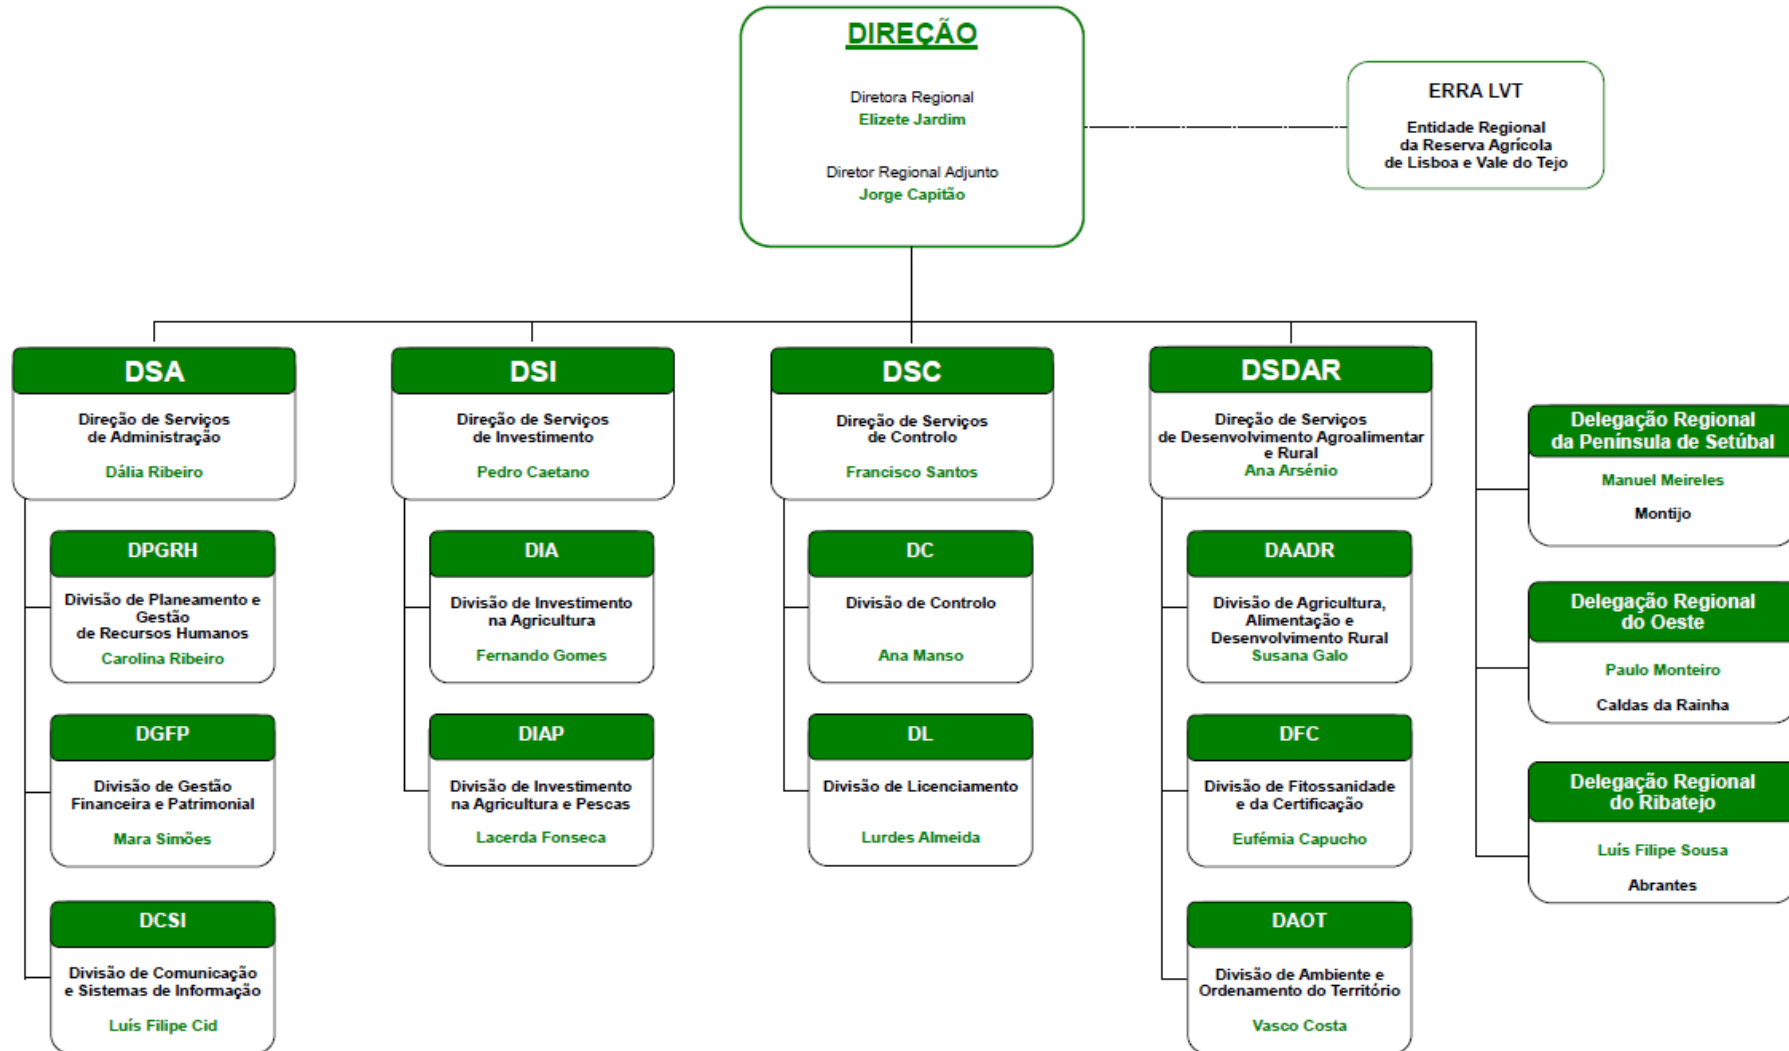 DIREÇÃO
Diretora Regional
Elizete Jardim
Diretor Regional Adjunto
Jorge Capitão
ERRA LVT
Entidade Regional
da Reserva Agrícola
de Lisboa e Vale do Tejo
DSA
Direção de Serviços
de Administração
Dália Ribeiro
DPGRH
Divisão de Planeamento e
Gestão
de Recursos Humanos
Carolina Ribeiro
DGFP
Divisão de Gestão
Financeira e Patrimonial
Mara Simões
DCSI
Divisão de Comunicação
e Sistemas de Informação
Luís Filipe Cid
DSI
Direção de Serviços
de Investimento
Pedro Caetano
DIA
Divisão de Investimento
na Agricultura
Fernando Gomes
DIAP
Divisão de Investimento
na Agricultura e Pescas
Lacerda Fonseca
DSC
Direção de Serviços
de Controlo
Francisco Santos
DC
Divisão de Controlo
Ana Manso
DL
Divisão de Licenciamento
Lurdes Almeida
DSDAR
Direção de Serviços
de Desenvolvimento Agroalimentar
e Rural
Ana Arsénio
DAADR
Divisão de Agricultura,
Alimentação e
Desenvolvimento Rural
Susana Galo
DFC
Divisão de Fitossanidade
e da Certificação
Eufémia Capucho
DAOT
Divisão de Ambiente e
Ordenamento do Território
Vasco Costa
Delegação Regional
da Península de Setúbal
Manuel Meireles
Montijo
Delegação Regional
do Oeste
Paulo Monteiro
Caldas da Rainha
Delegação Regional
do Ribatejo
Luís Filipe Sousa
Abrantes